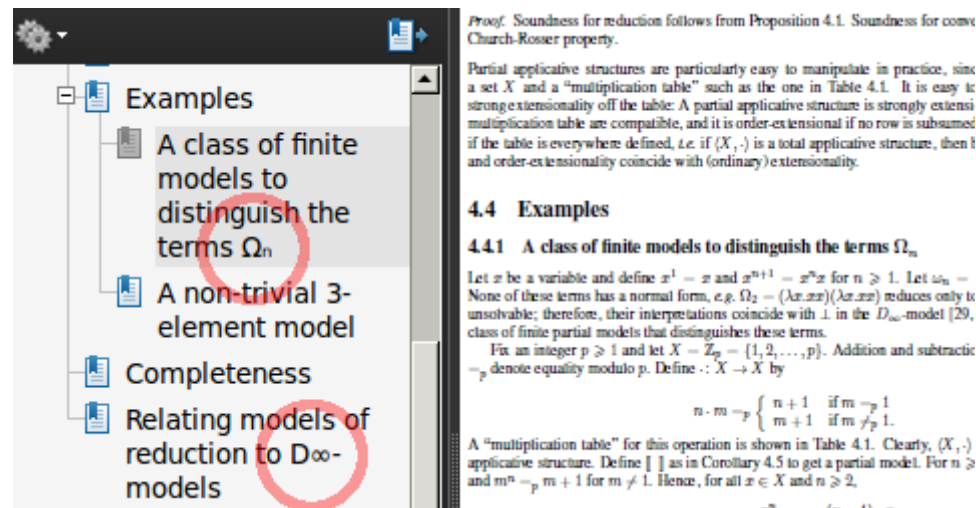 Examples
A class of finite
models to
distinguish the
terms Ωₙ
A non-trivial 3-
element model
Completeness
Relating models of
reduction to D∞-
models
Proof. Soundness for reduction follows from Proposition 4.1. Soundness for conve
Church-Rosser property.
Partial applicative structures are particularly easy to manipulate in practice, sinc
a set X and a “multiplication table” such as the one in Table 4.1. It is easy to
strong extensionality off the table: A partial applicative structure is strongly extensi
multiplication table are compatible, and it is order-extensional if no row is subsumed
if the table is everywhere defined, i.e. if ⟨X, ·⟩ is a total applicative structure, then
and order-extensionality coincide with (ordinary) extensionality.
4.4 Examples
4.4.1 A class of finite models to distinguish the terms Ωₙ
Let x be a variable and define x¹ = x and xⁿ⁺¹ = xⁿx for n ⩾ 1. Let ωₙ =
None of these terms has a normal form, e.g. Ω₂ = (λx.xx)(λx.xx) reduces only to
unsolvable; therefore, their interpretations coincide with ⊥ in the D∞-model [29,
class of finite partial models that distinguishes these terms.
Fix an integer p ⩾ 1 and let X = ℤₚ = {1, 2, . . . , p}. Addition and subtractio
=ₚ denote equality modulo p. Define ·: X → X by
n · m =ₚ { n + 1 if m =ₚ 1
m + 1 if m ≠ₚ 1.
A “multiplication table” for this operation is shown in Table 4.1. Clearly, ⟨X, ·⟩
applicative structure. Define ⟦ ⟧ as in Corollary 4.5 to get a partial model. For n ⩾
and mⁿ =ₚ m + 1 for m ≠ 1. Hence, for all x ∈ X and n ⩾ 2,